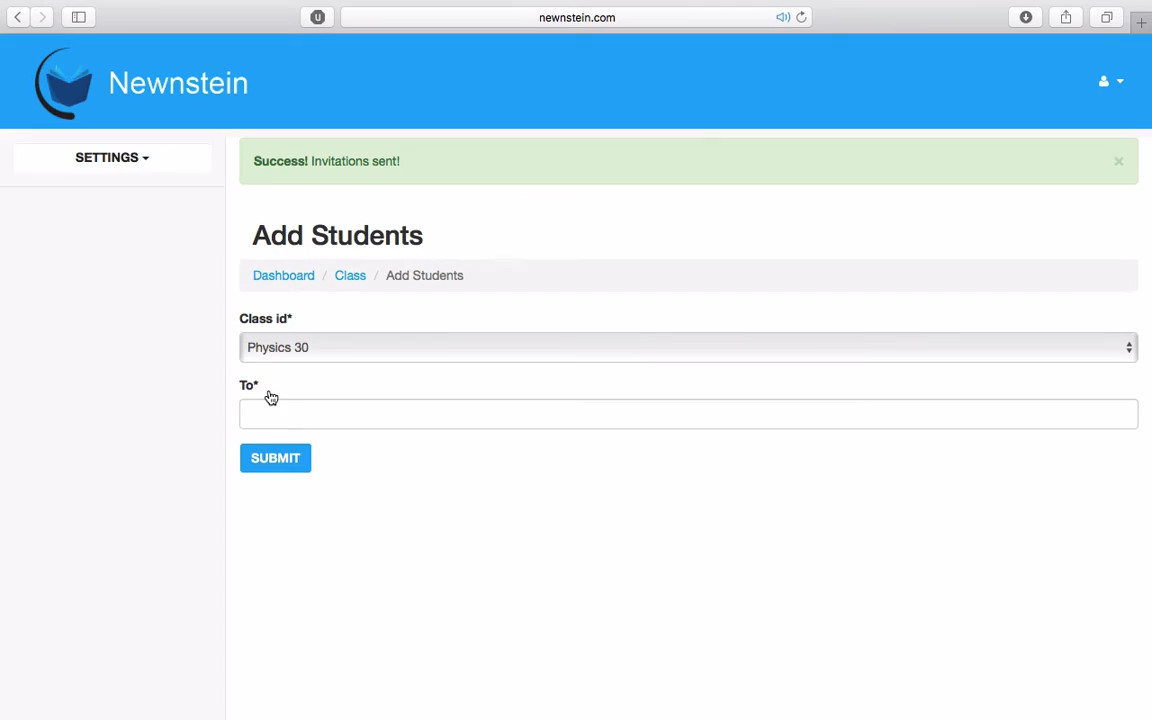 newnstein.com
Newnstein
SETTINGS
Success! Invitations sent!
×
Add Students
Dashboard / Class / Add Students
Class id*
Physics 30
To*
SUBMIT